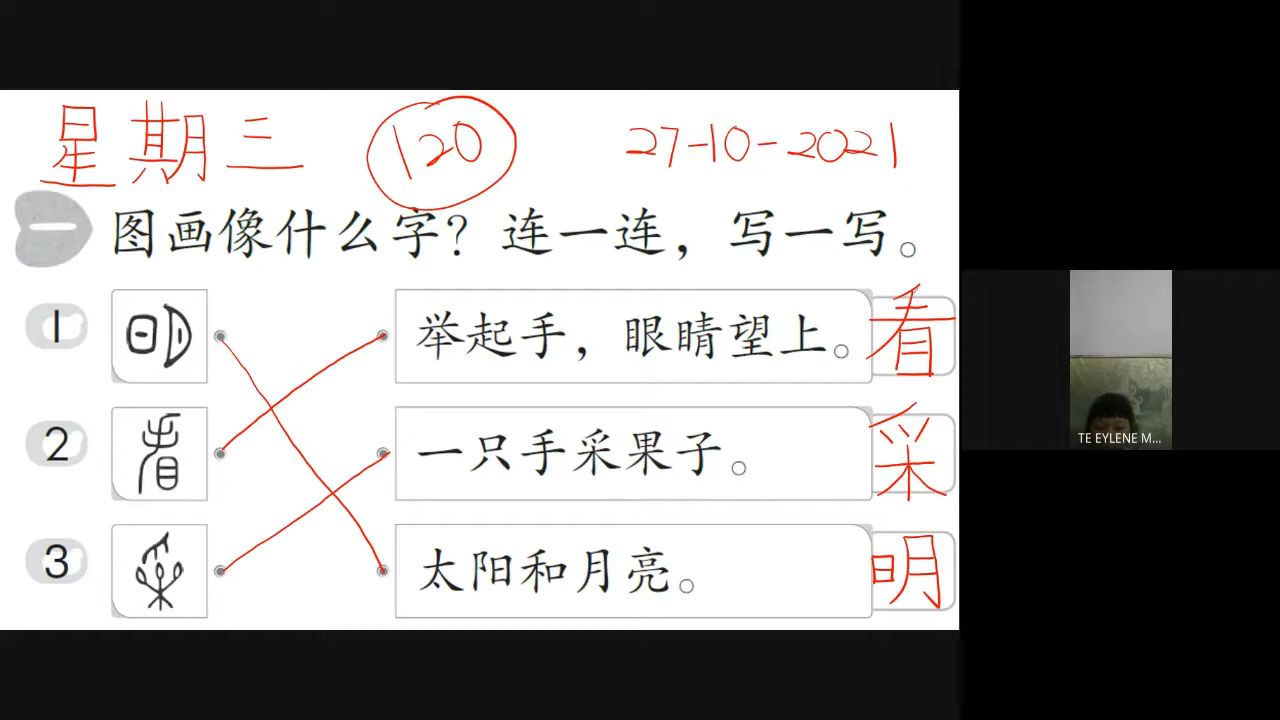 星期三 120 27-10-2021
一 图画像什么字？连一连，写一写。
1 举起手，眼睛望上。看
2 一只手采果子。采
3 太阳和月亮。明
TE EYLENE M...